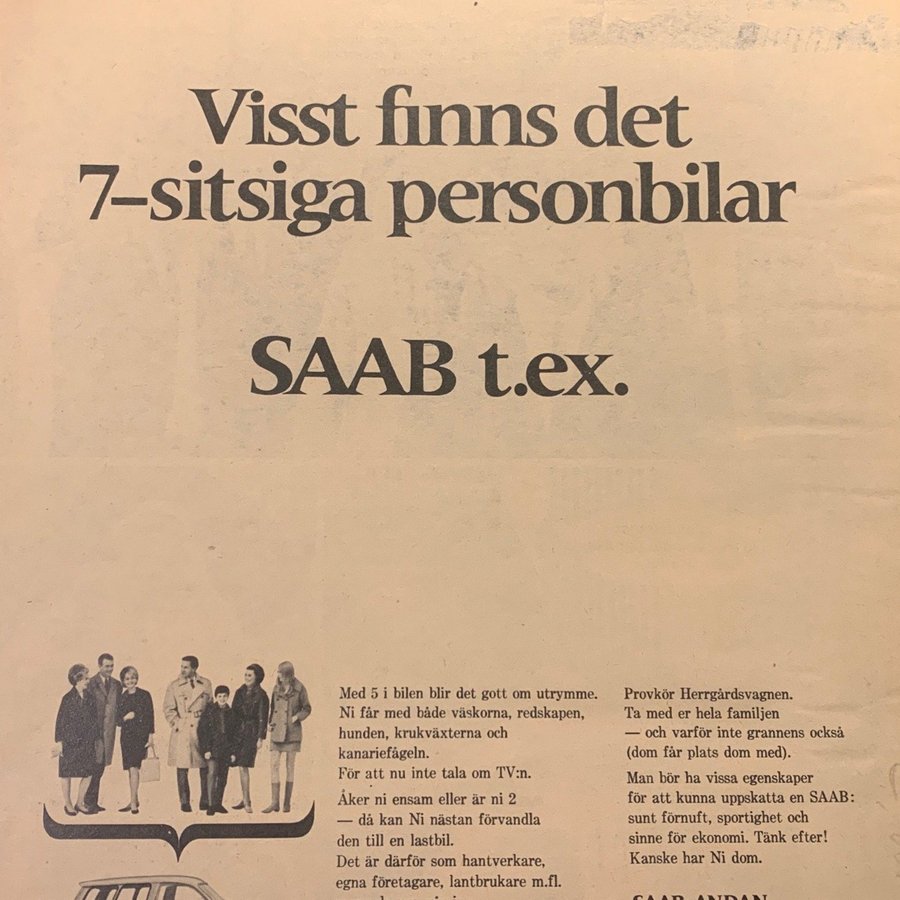 Visst finns det
7-sitsiga personbilar
SAAB t.ex.
Med 5 i bilen blir det gott om utrymme.
Ni får med både väskorna, redskapen,
hunden, krukväxterna och
kanariefågeln.
För att nu inte tala om TV:n.
Åker ni ensam eller är ni 2
— då kan Ni nästan förvandla
den till en lastbil.
Det är därför som hantverkare,
egna företagare, lantbrukare m.fl.
Provkör Herrgårdsvagnen.
Ta med er hela familjen
— och varför inte grannens också
(dom får plats dom med).
Man bör ha vissa egenskaper
för att kunna uppskatta en SAAB:
sunt förnuft, sportighet och
sinne för ekonomi. Tänk efter!
Kanske har Ni dom.
SAAB-ANDAN